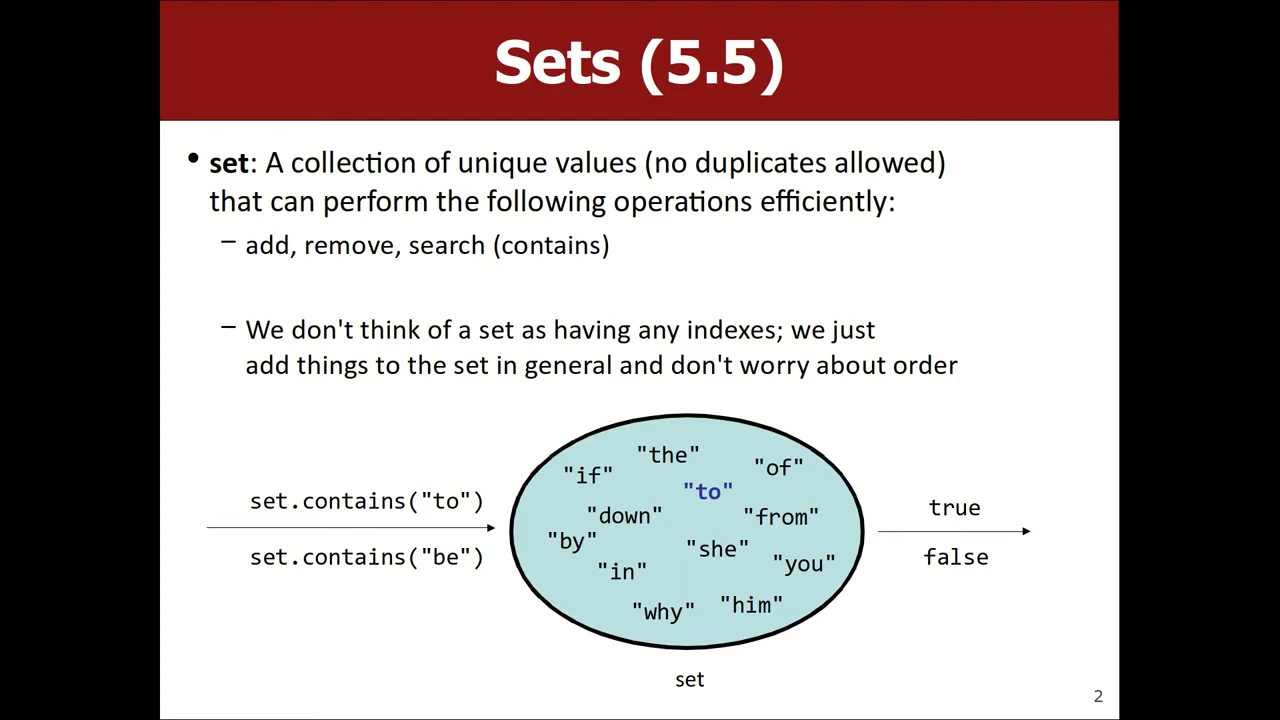 Sets (5.5)
• set: A collection of unique values (no duplicates allowed)
that can perform the following operations efficiently:
– add, remove, search (contains)
– We don't think of a set as having any indexes; we just
add things to the set in general and don't worry about order
set.contains("to")
set.contains("be")
"the"
"if"
"of"
"to"
"down"
"from"
"by"
"she"
"in"
"you"
"why"
"him"
true
false
set
2